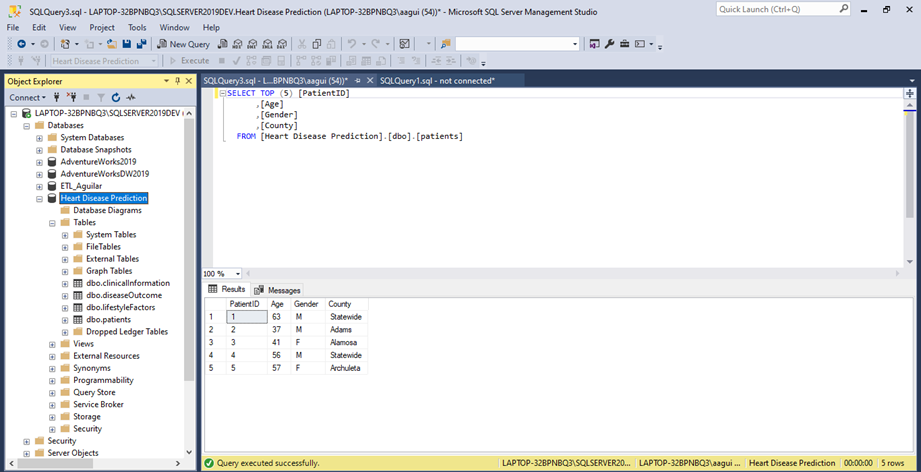 SQLQuery3.sql - LAPTOP-32BPNBQ3\SQLSERVER2019DEV.Heart Disease Prediction (LAPTOP-32BPNBQ3\aagui (54))* - Microsoft SQL Server Management Studio
Quick Launch (Ctrl+Q)
File Edit View Project Tools Window Help
New Query MDX DMX XMLA DAX
Heart Disease Prediction Execute
Object Explorer
SQLQuery3.sql - L...BPNBQ3\aagui (54))* SQLQuery1.sql - not connected*
Connect
LAPTOP-32BPNBQ3\SQLSERVER2019DEV (
Databases
System Databases
Database Snapshots
AdventureWorks2019
AdventureWorksDW2019
ETL_Aguilar
Heart Disease Prediction
Database Diagrams
Tables
System Tables
FileTables
External Tables
Graph Tables
dbo.clinicalInformation
dbo.diseaseOutcome
dbo.lifestyleFactors
dbo.patients
Dropped Ledger Tables
Views
External Resources
Synonyms
Programmability
Query Store
Service Broker
Storage
Security
Security
Server Objects
SELECT TOP (5) [PatientID]
,[Age]
,[Gender]
,[County]
FROM [Heart Disease Prediction].[dbo].[patients]
100 %
Results Messages
PatientID Age Gender County
1 1 63 M Statewide
2 2 37 M Adams
3 3 41 F Alamosa
4 4 56 M Statewide
5 5 57 F Archuleta
Query executed successfully. LAPTOP-32BPNBQ3\SQLSERVER20... LAPTOP-32BPNBQ3\aagui ... Heart Disease Prediction 00:00:00 5 rows